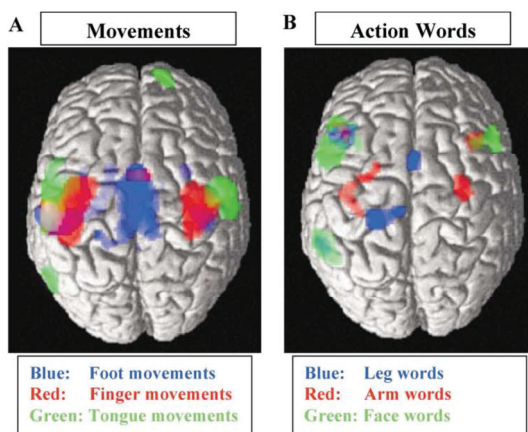 A
Movements
B
Action Words
Blue: Foot movements
Red: Finger movements
Green: Tongue movements
Blue: Leg words
Red: Arm words
Green: Face words